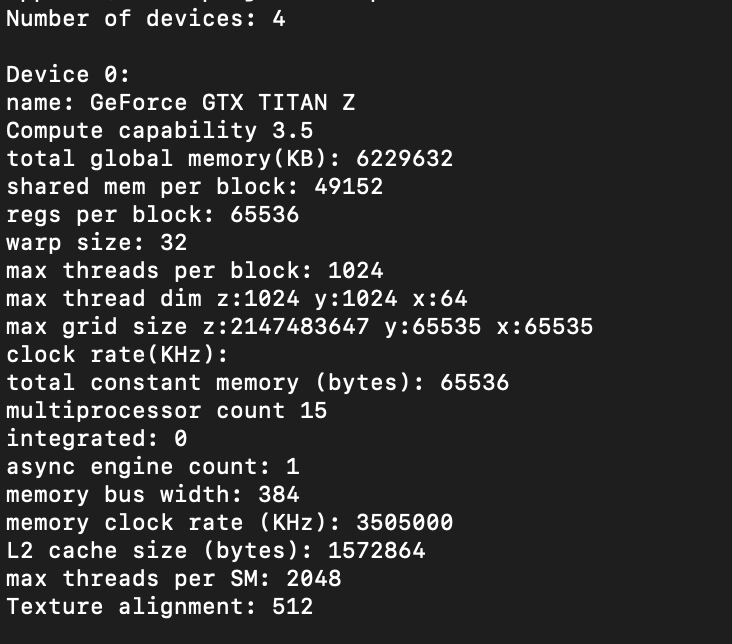 Number of devices: 4
Device 0:
name: GeForce GTX TITAN Z
Compute capability 3.5
total global memory(KB): 6229632
shared mem per block: 49152
regs per block: 65536
warp size: 32
max threads per block: 1024
max thread dim z:1024 y:1024 x:64
max grid size z:2147483647 y:65535 x:65535
clock rate(KHz):
total constant memory (bytes): 65536
multiprocessor count 15
integrated: 0
async engine count: 1
memory bus width: 384
memory clock rate (KHz): 3505000
L2 cache size (bytes): 1572864
max threads per SM: 2048
Texture alignment: 512